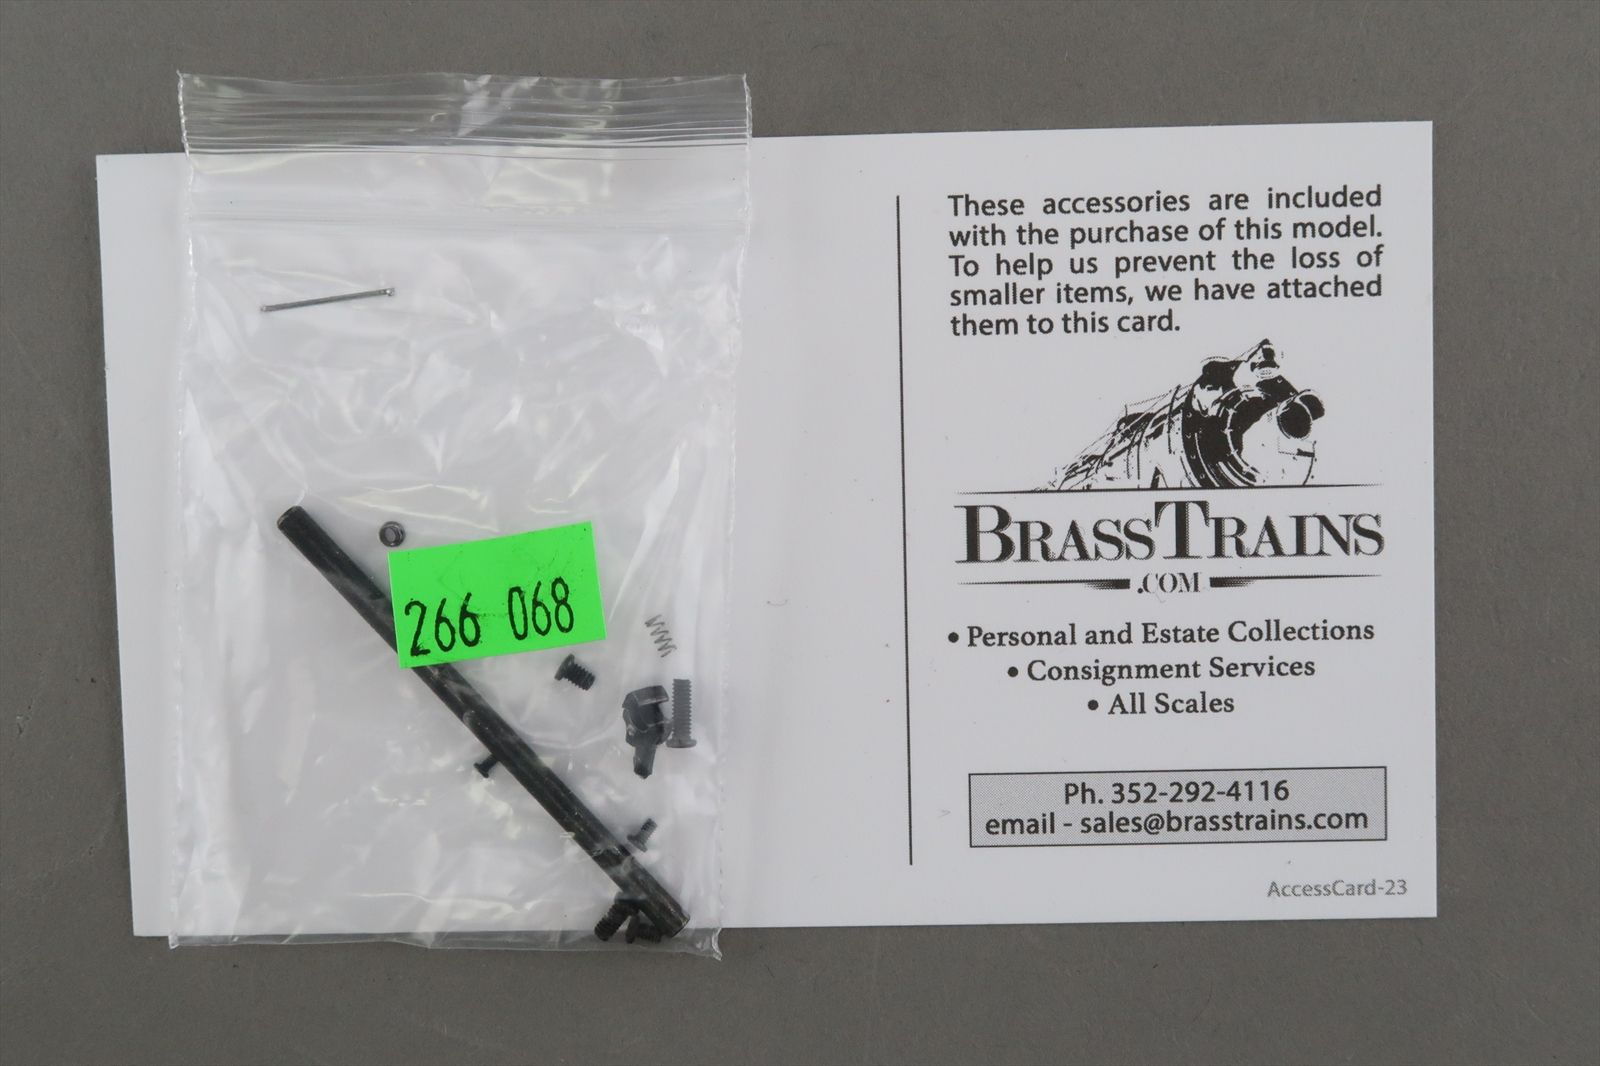 266 068
These accessories are included
with the purchase of this model.
To help us prevent the loss of
smaller items, we have attached
them to this card.
BRASSTRAINS
.COM
• Personal and Estate Collections
• Consignment Services
• All Scales
Ph. 352-292-4116
email - sales@brasstrains.com
AccessCard-23